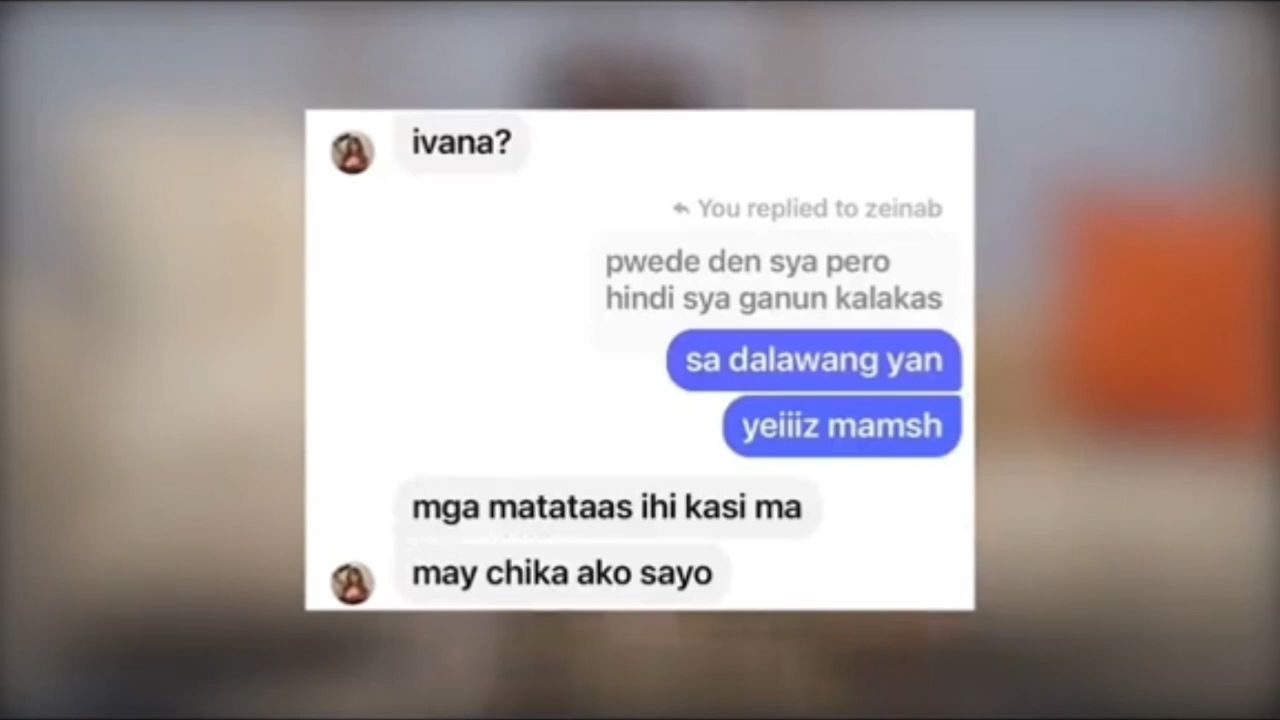 ivana?
You replied to zeinab
pwede den sya pero
hindi sya ganun kalakas
sa dalawang yan
yeiiiz mamsh
mga matataas ihi kasi ma
may chika ako sayo